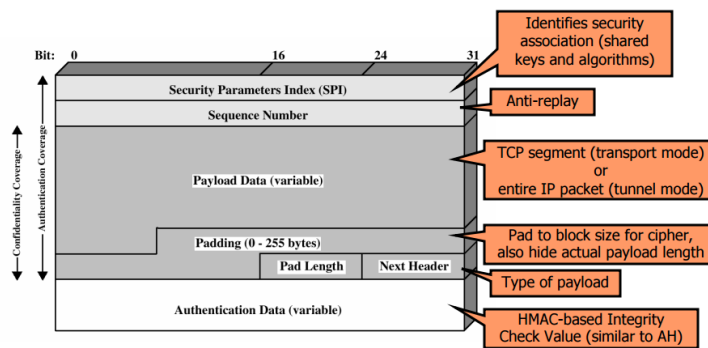 Identifies security
association (shared
keys and algorithms)
Bit: 0 16 24 31
Security Parameters Index (SPI)
Anti-replay
Sequence Number
Confidentiality Coverage
Authentication Coverage
TCP segment (transport mode)
or
entire IP packet (tunnel mode)
Payload Data (variable)
Padding (0 - 255 bytes)
Pad to block size for cipher,
also hide actual payload length
Pad Length Next Header
Type of payload
Authentication Data (variable)
HMAC-based Integrity
Check Value (similar to AH)